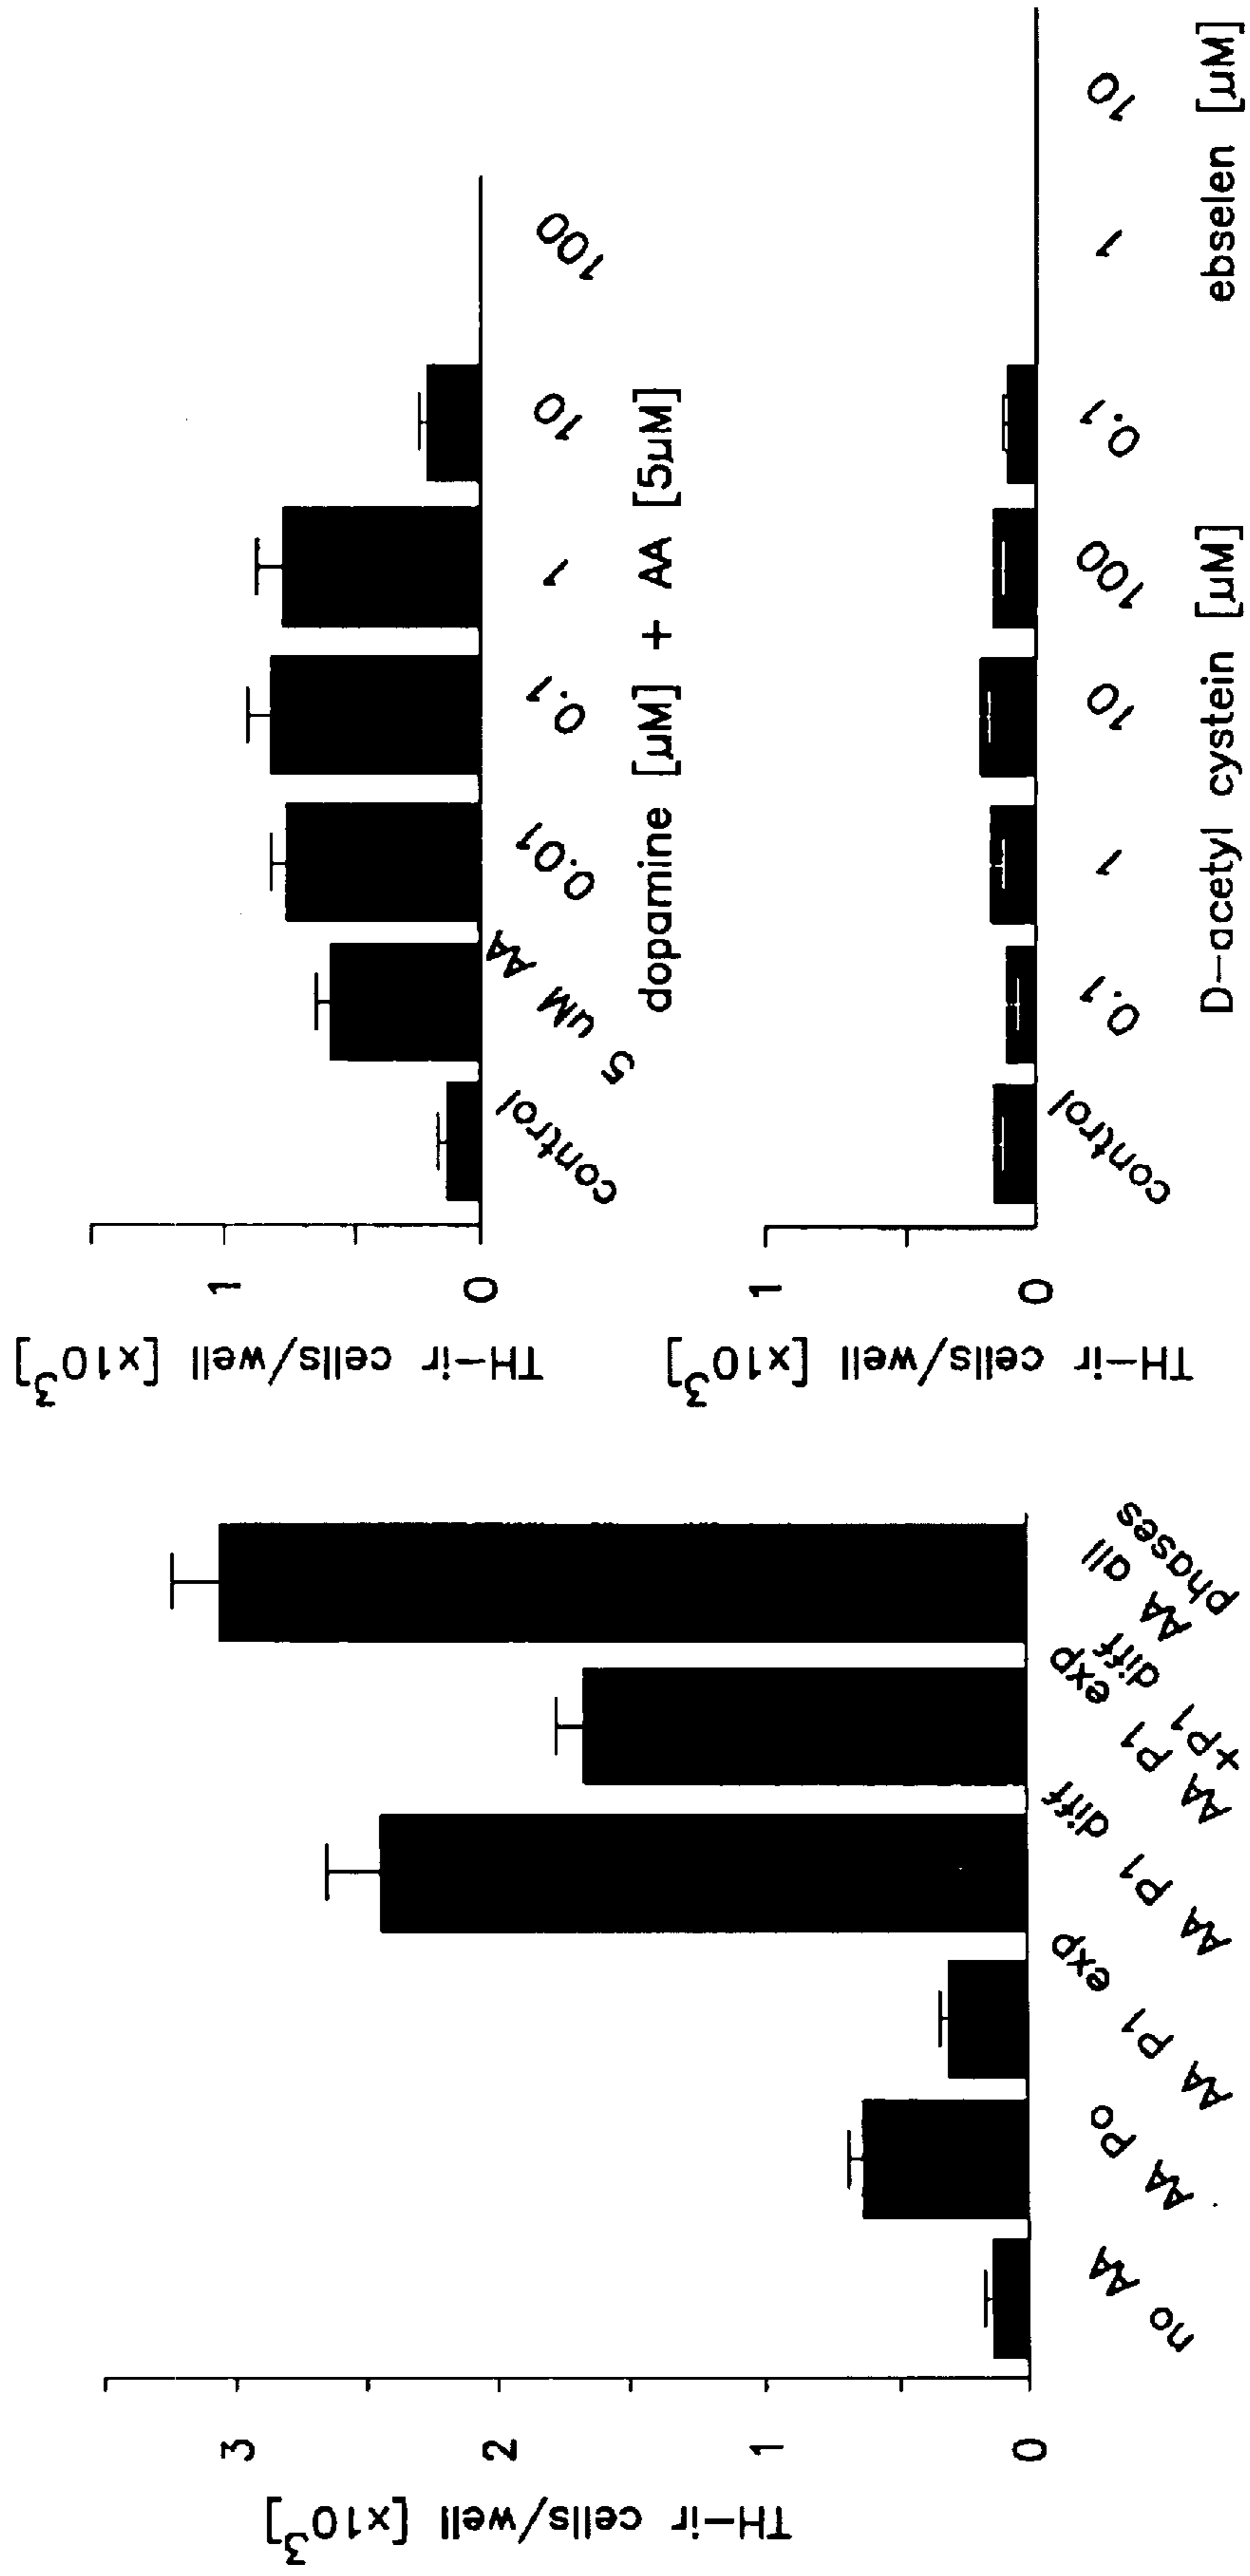 TH-ir cells/well [x10³]
3
2
1
0
no AA
AA Po
AA P1 exp
AA P1 diff
AA P1 exp
+P1 diff
AA all
phases
TH-ir cells/well [x10³]
1
0
control
5 uM AA
0.01
0.1
1
10
100
dopamine [µM] + AA [5µM]
TH-ir cells/well [x10³]
1
0
control
0.1
1
10
100
0.1
1
10
D-acetyl cystein [µM]
ebselen [µM]